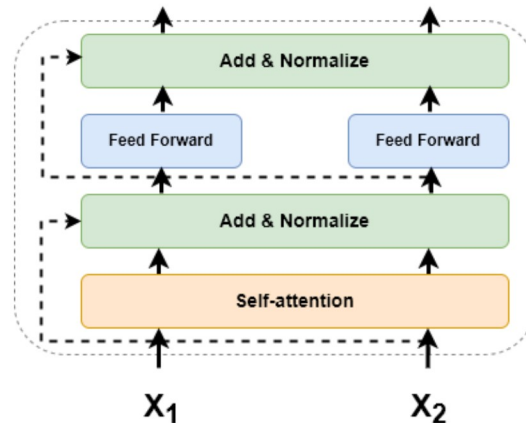 Add & Normalize
Feed Forward Feed Forward
Add & Normalize
Self-attention
X₁ X₂